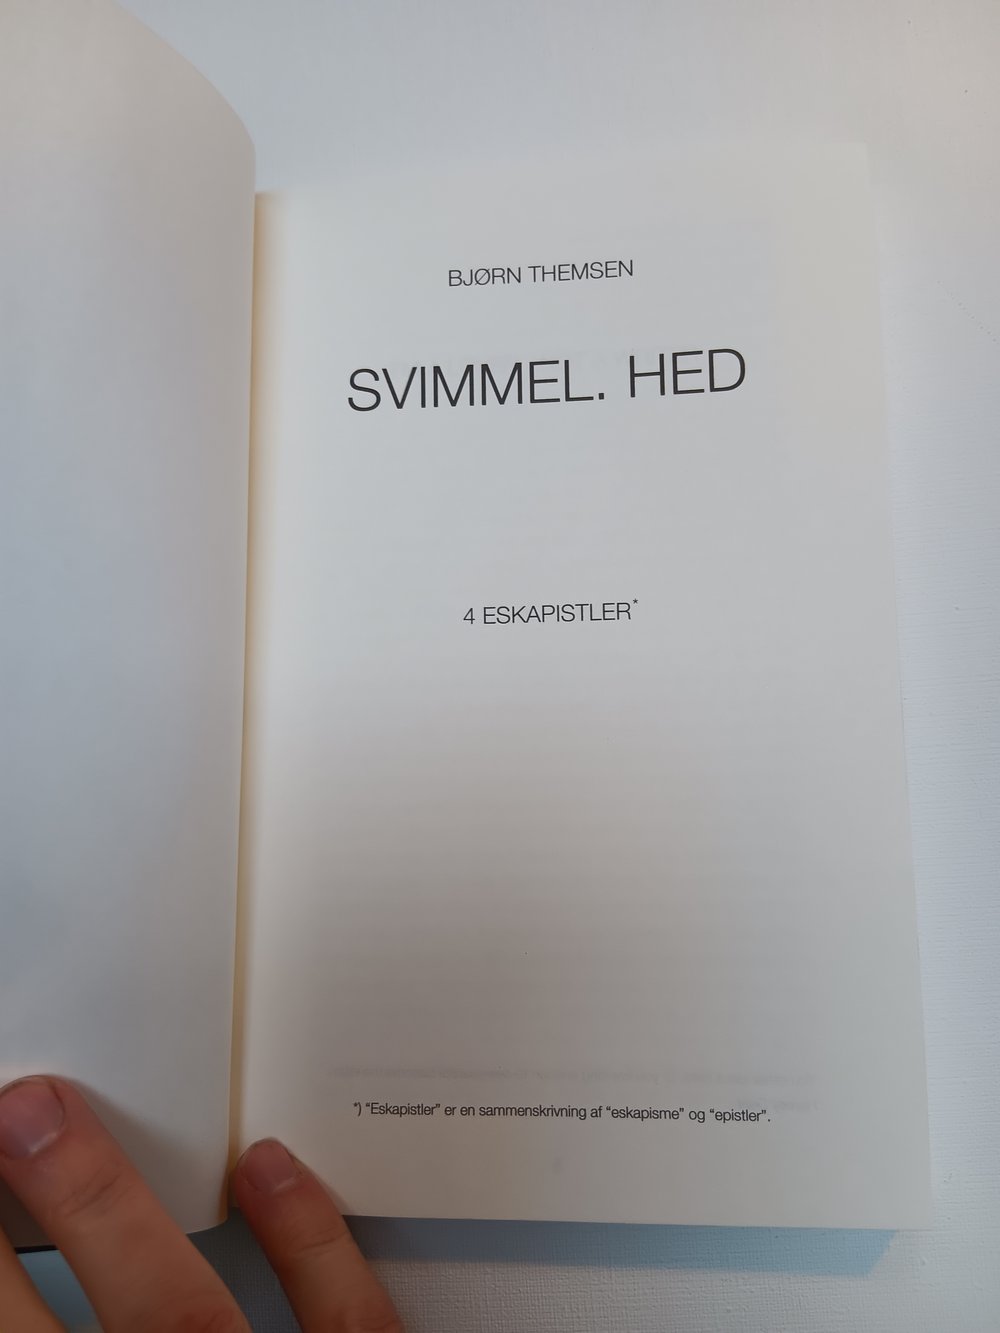 BJØRN THEMSEN
SVIMMEL. HED
4 ESKAPISTLER*
*) “Eskapistler” er en sammenskrivning af “eskapisme” og “epistler”.